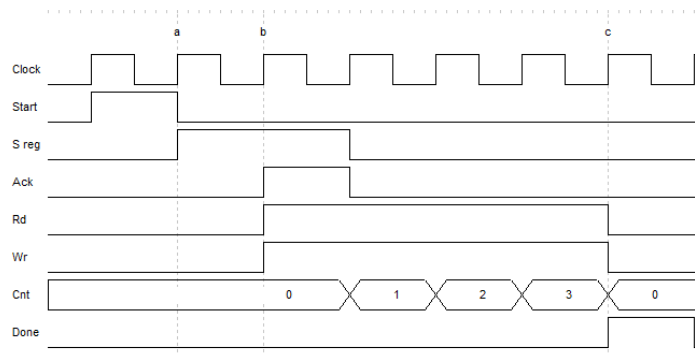 a b c
Clock
Start
S reg
Ack
Rd
Wr
Cnt 0 1 2 3 0
Done